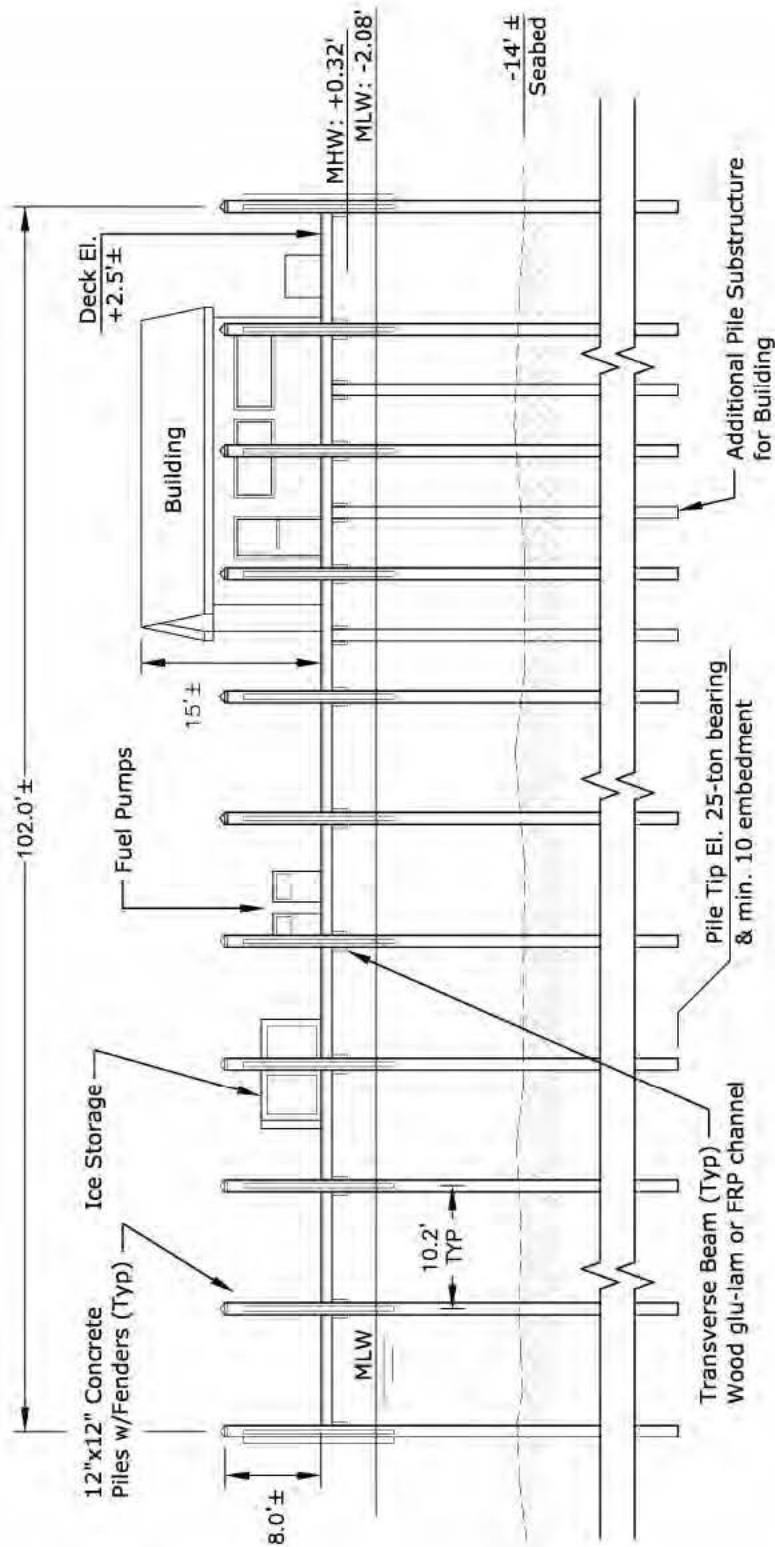 102.0'±
12"x12" Concrete
Piles w/Fenders (Typ)
Ice Storage
Fuel Pumps
15'±
Building
Deck El.
+2.5'±
8.0'±
MHW: +0.32'
MLW: -2.08'
MLW
10.2'
TYP
-14' ±
Seabed
Transverse Beam (Typ)
Wood glu-lam or FRP channel
Pile Tip El. 25-ton bearing
& min. 10 embedment
Additional Pile Substructure
for Building